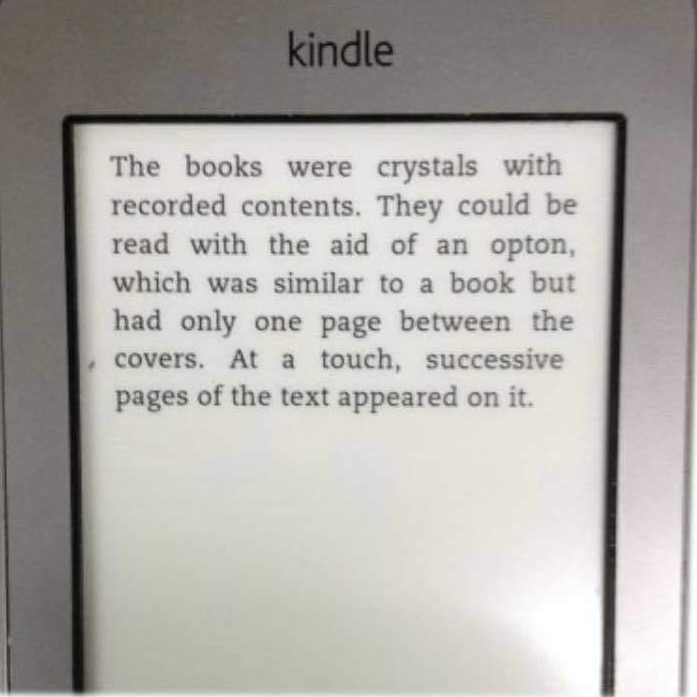 kindle
The books were crystals with
recorded contents. They could be
read with the aid of an opton,
which was similar to a book but
had only one page between the
covers. At a touch, successive
pages of the text appeared on it.